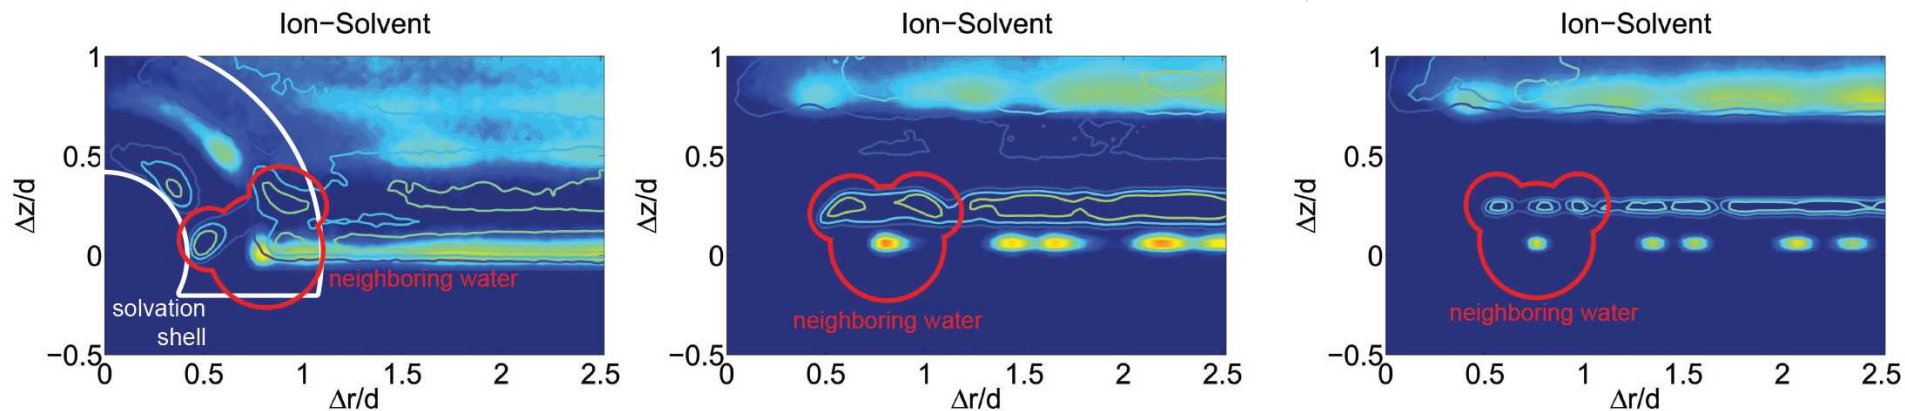 Ion−Solvent
1
0.5
0
−0.5
Δz/d
solvation
shell
neighboring water
0 0.5 1 1.5 2 2.5
Δr/d
Ion−Solvent
1
0.5
0
−0.5
Δz/d
neighboring water
0 0.5 1 1.5 2 2.5
Δr/d
Ion−Solvent
1
0.5
0
−0.5
Δz/d
neighboring water
0 0.5 1 1.5 2 2.5
Δr/d